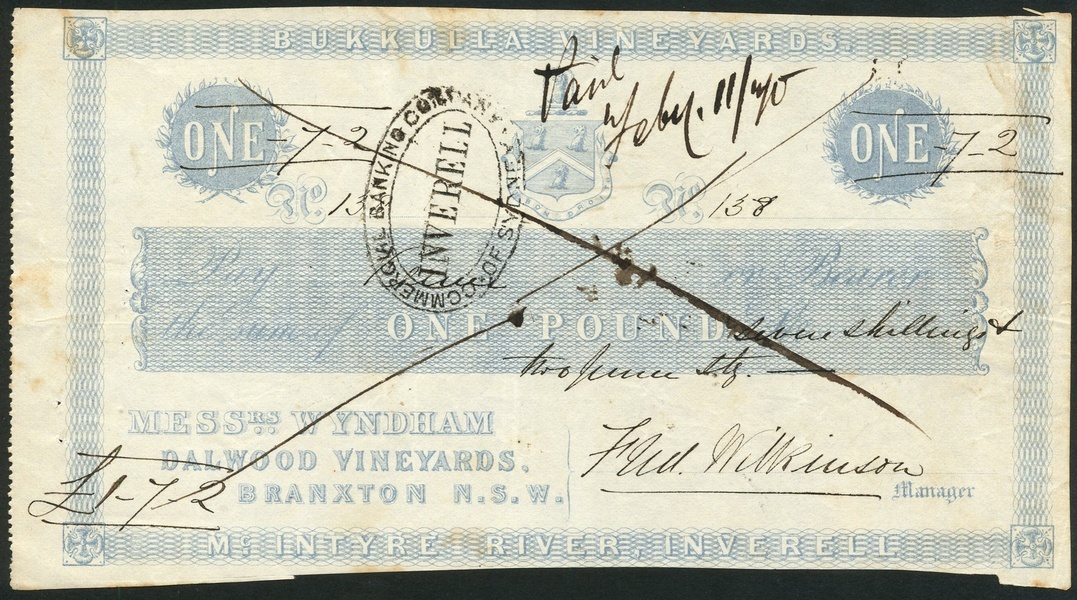 BUKKULLA VINEYARDS.
Paid
Feby. 11/70
ONE -7-2
ONE -7-2
COMMERCIAL BANKING COMPANY OF SYDNEY
INVERELL
No. 13
No. 138
Pay or Bearer
the sum of ONE POUND seven shillings &
two pence Stg.
MESSRS. WYNDHAM
DALWOOD VINEYARDS.
BRANXTON N.S.W.
£1-7-2
Fred. Wilkinson
Manager
Mc INTYRE RIVER, INVERELL